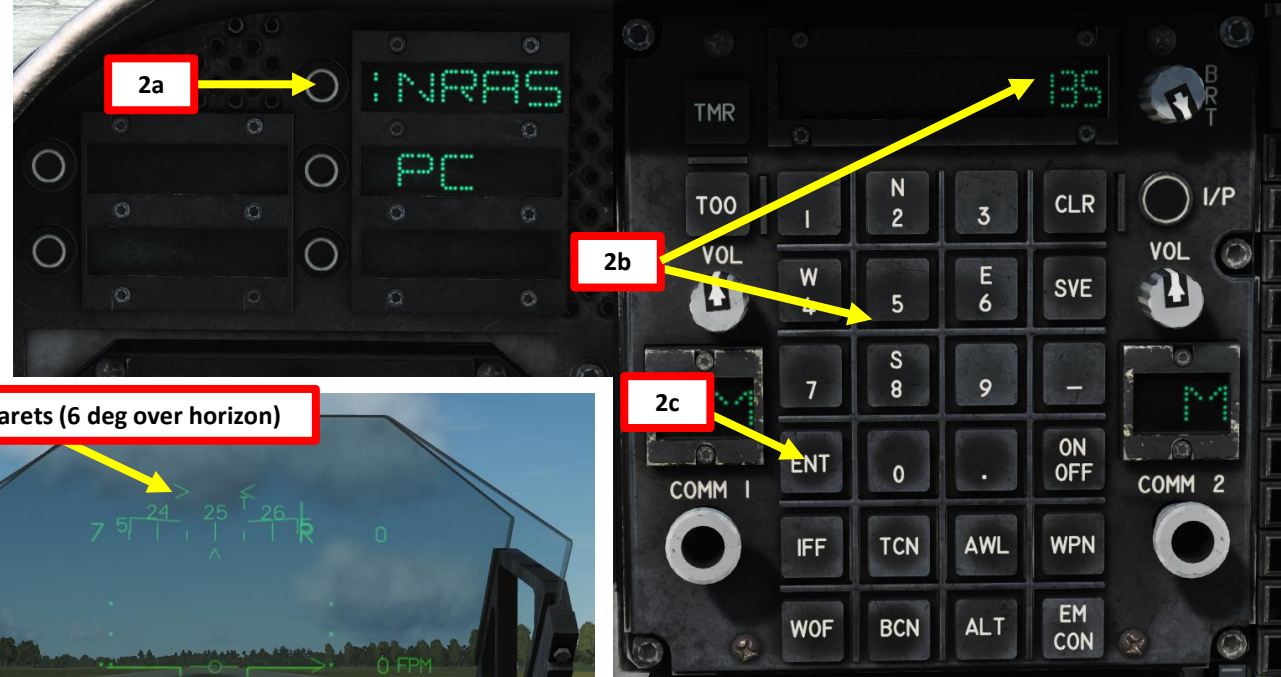 2a
:NRAS
PC
2b
135
BRT
TMR
TOO
1
N
2
3
CLR
I/P
VOL
W
4
5
E
6
SVE
VOL
7
S
8
9
-
2c
M
ENT
0
.
ON
OFF
M
COMM 1
COMM 2
IFF
TCN
AWL
WPN
WOF
BCN
ALT
EM
CON
arets (6 deg over horizon)
24 25 26
7 5 0
0 FPM